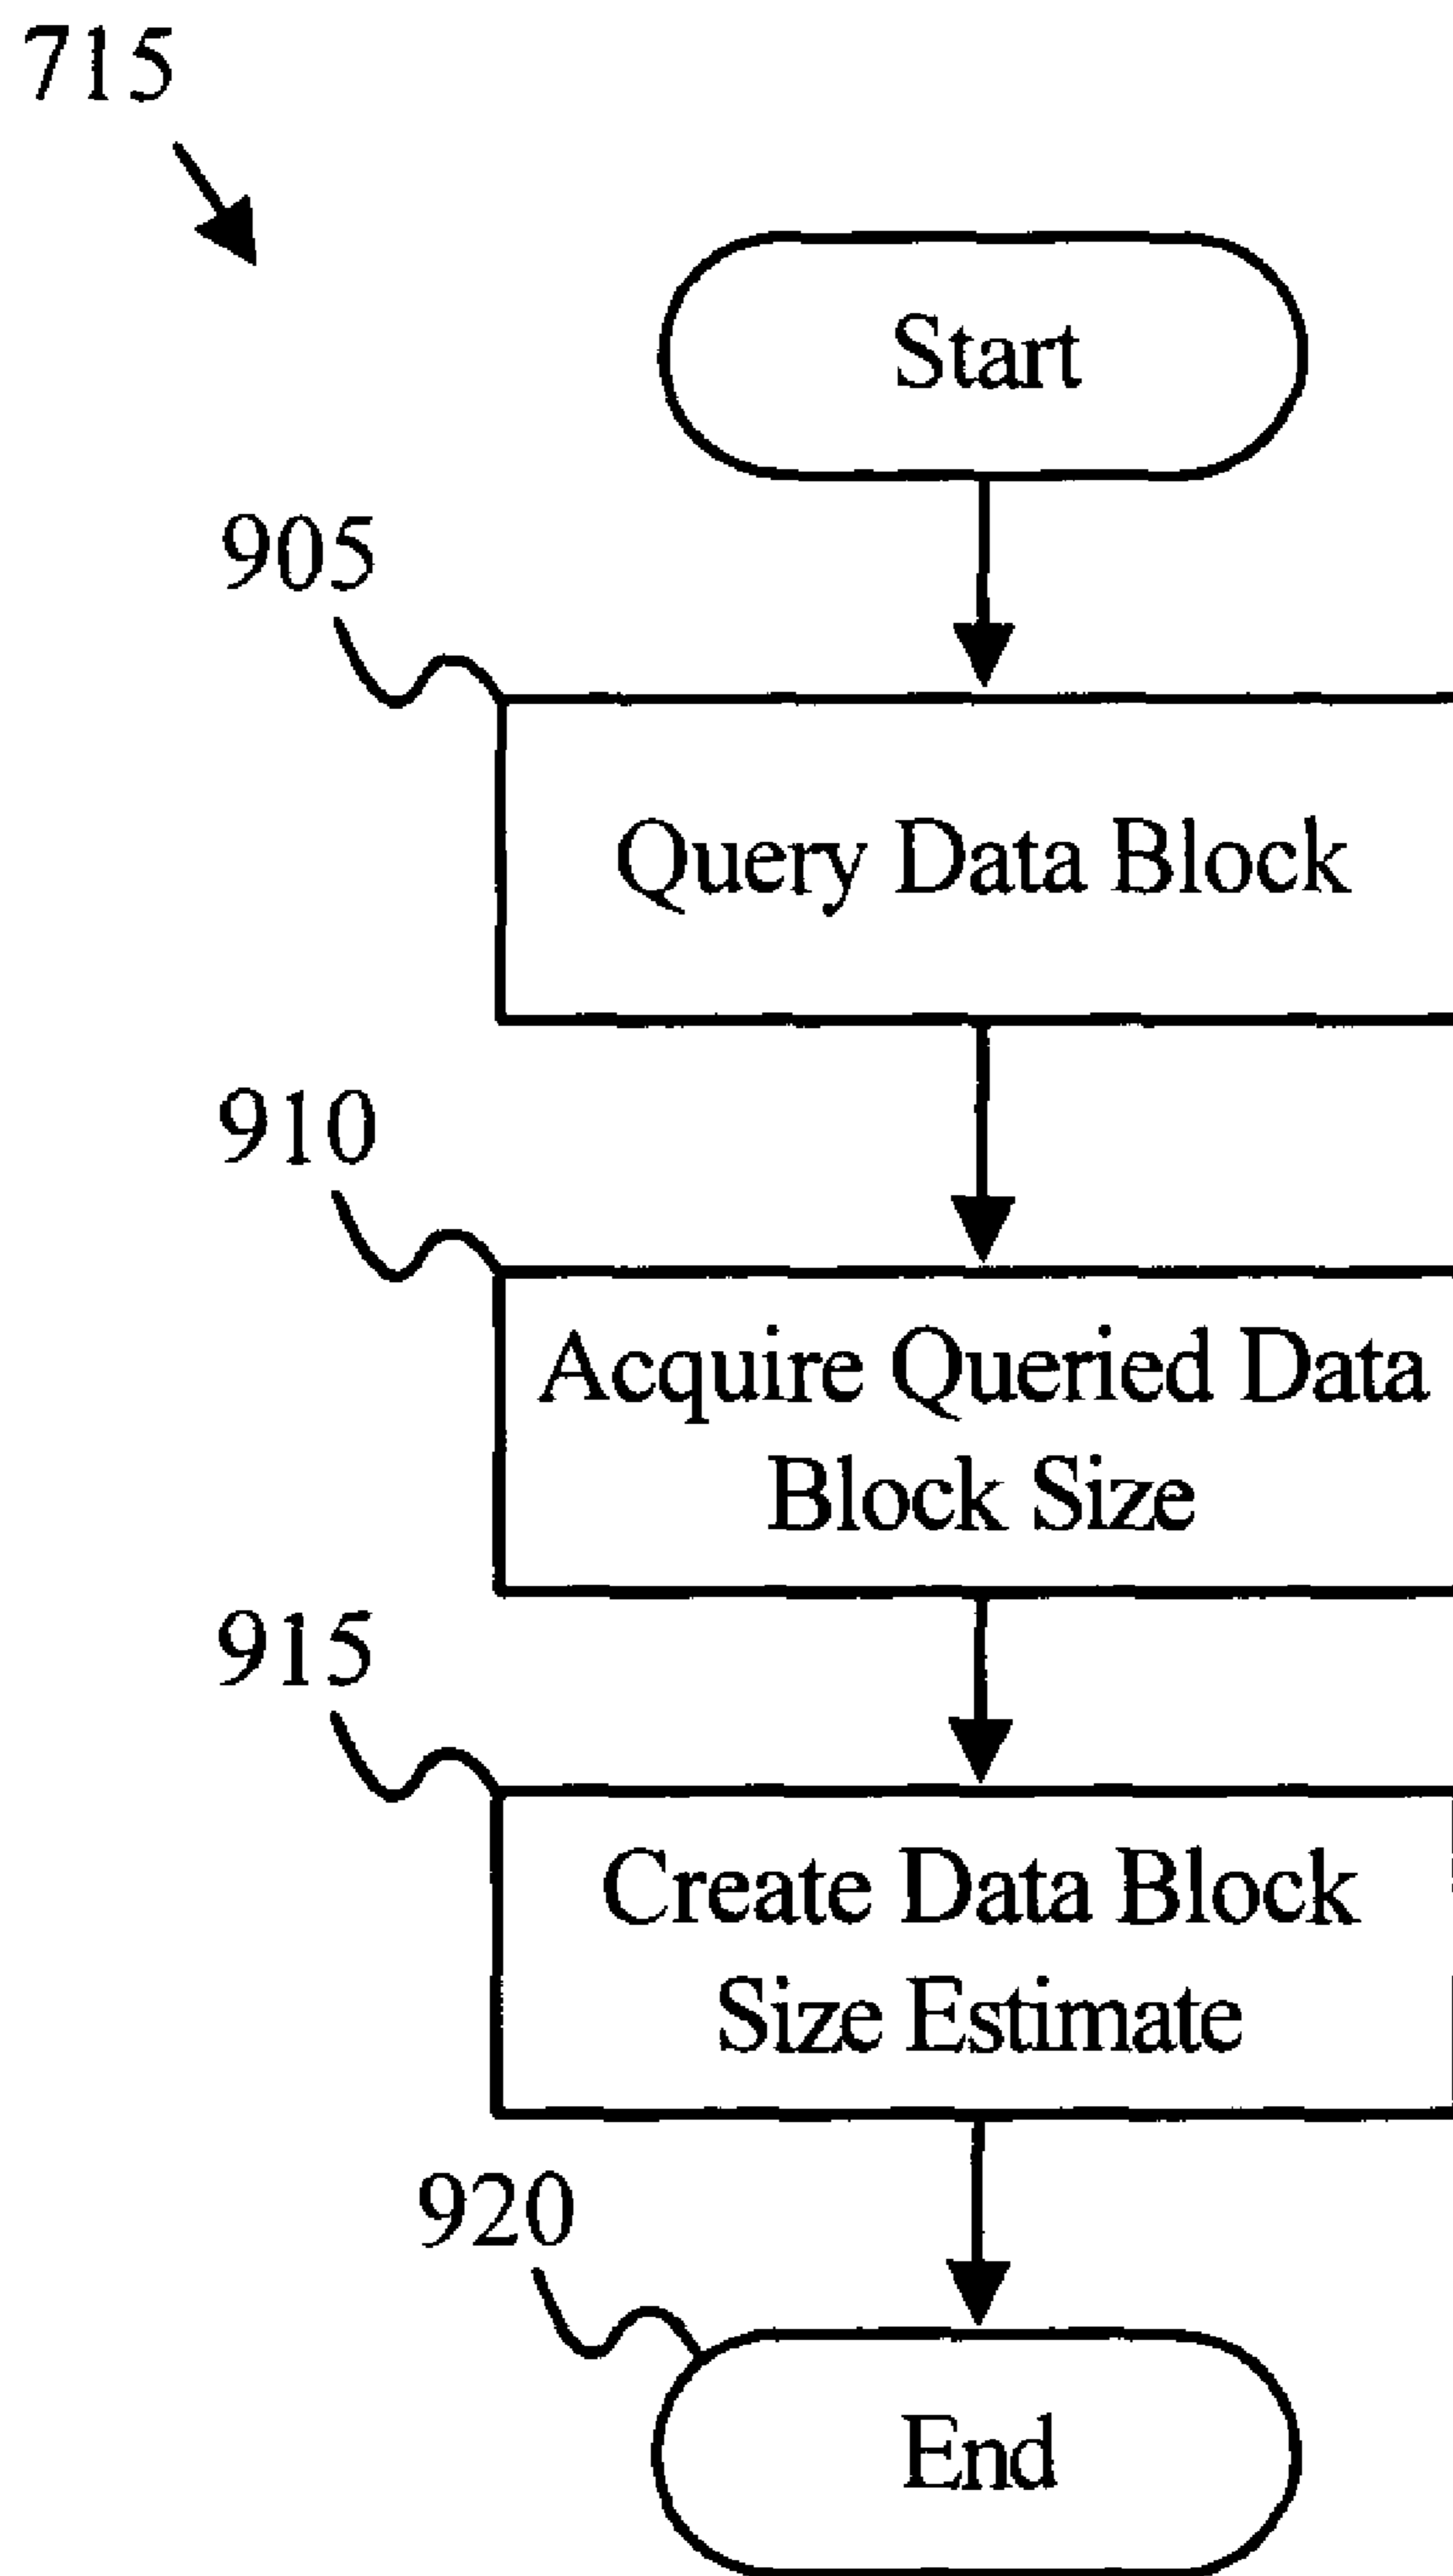 715
Start
905
Query Data Block
910
Acquire Queried Data
Block Size
915
Create Data Block
Size Estimate
920
End